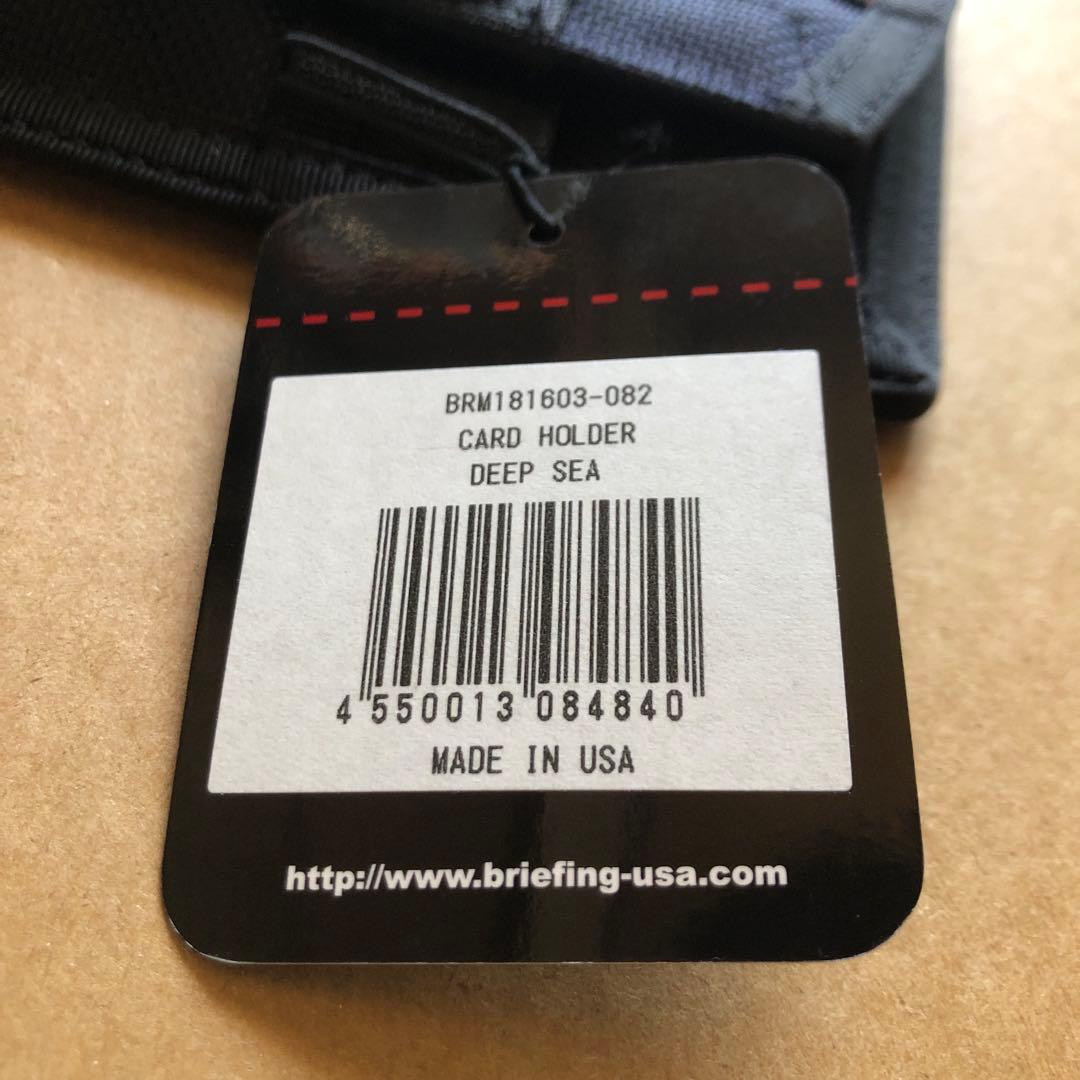 BRM181603-082
CARD HOLDER
DEEP SEA
4 550013 084840
MADE IN USA
http://www.briefing-usa.com